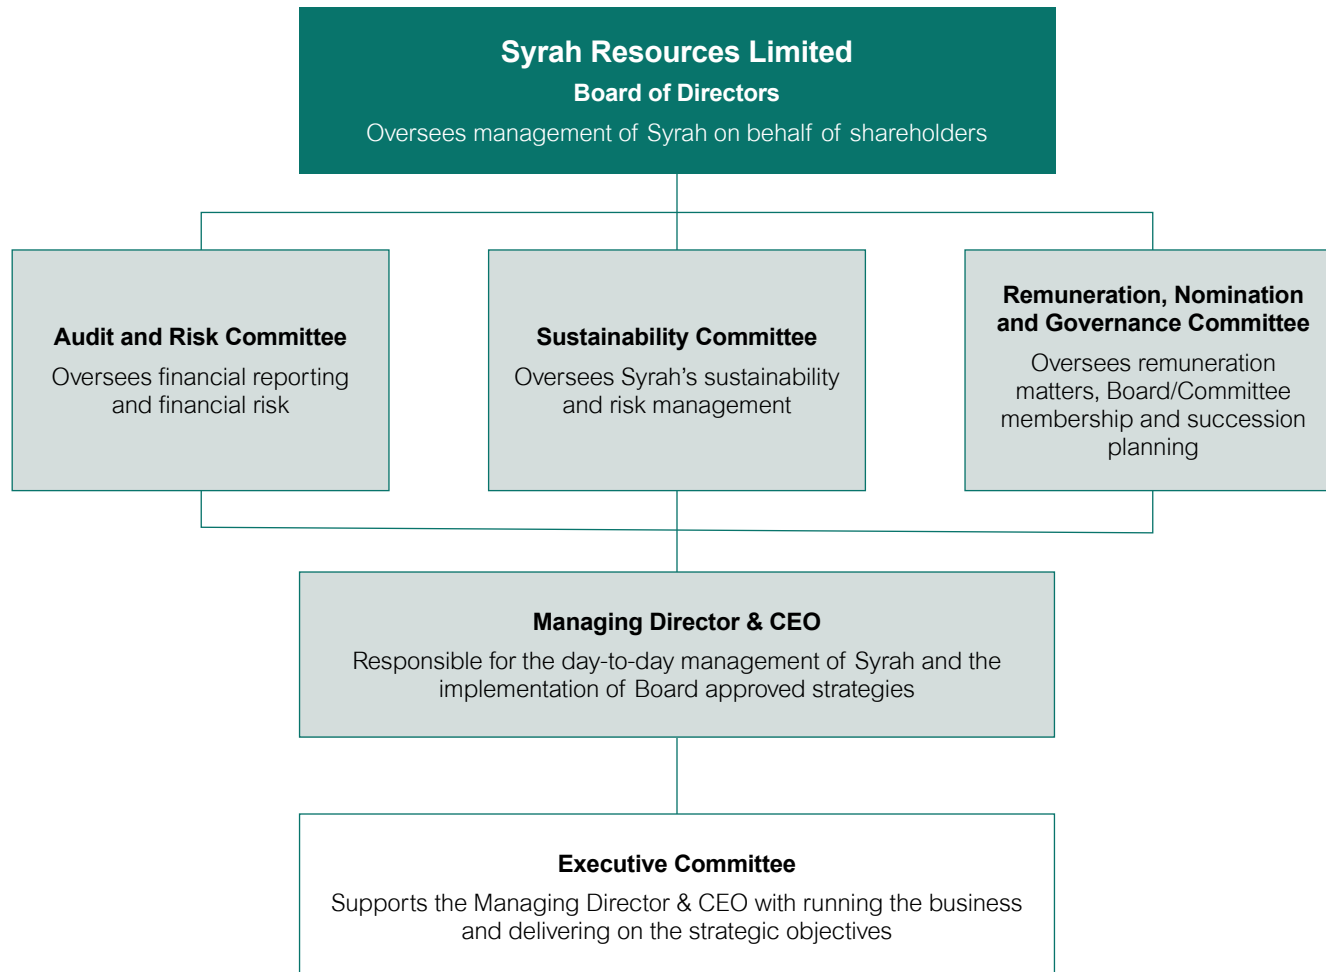 Syrah Resources Limited
Board of Directors
Oversees management of Syrah on behalf of shareholders
Audit and Risk Committee
Oversees financial reporting
and financial risk
Sustainability Committee
Oversees Syrah's sustainability
and risk management
Remuneration, Nomination
and Governance Committee
Oversees remuneration
matters, Board/Committee
membership and succession
planning
Managing Director & CEO
Responsible for the day-to-day management of Syrah and the
implementation of Board approved strategies
Executive Committee
Supports the Managing Director & CEO with running the business
and delivering on the strategic objectives